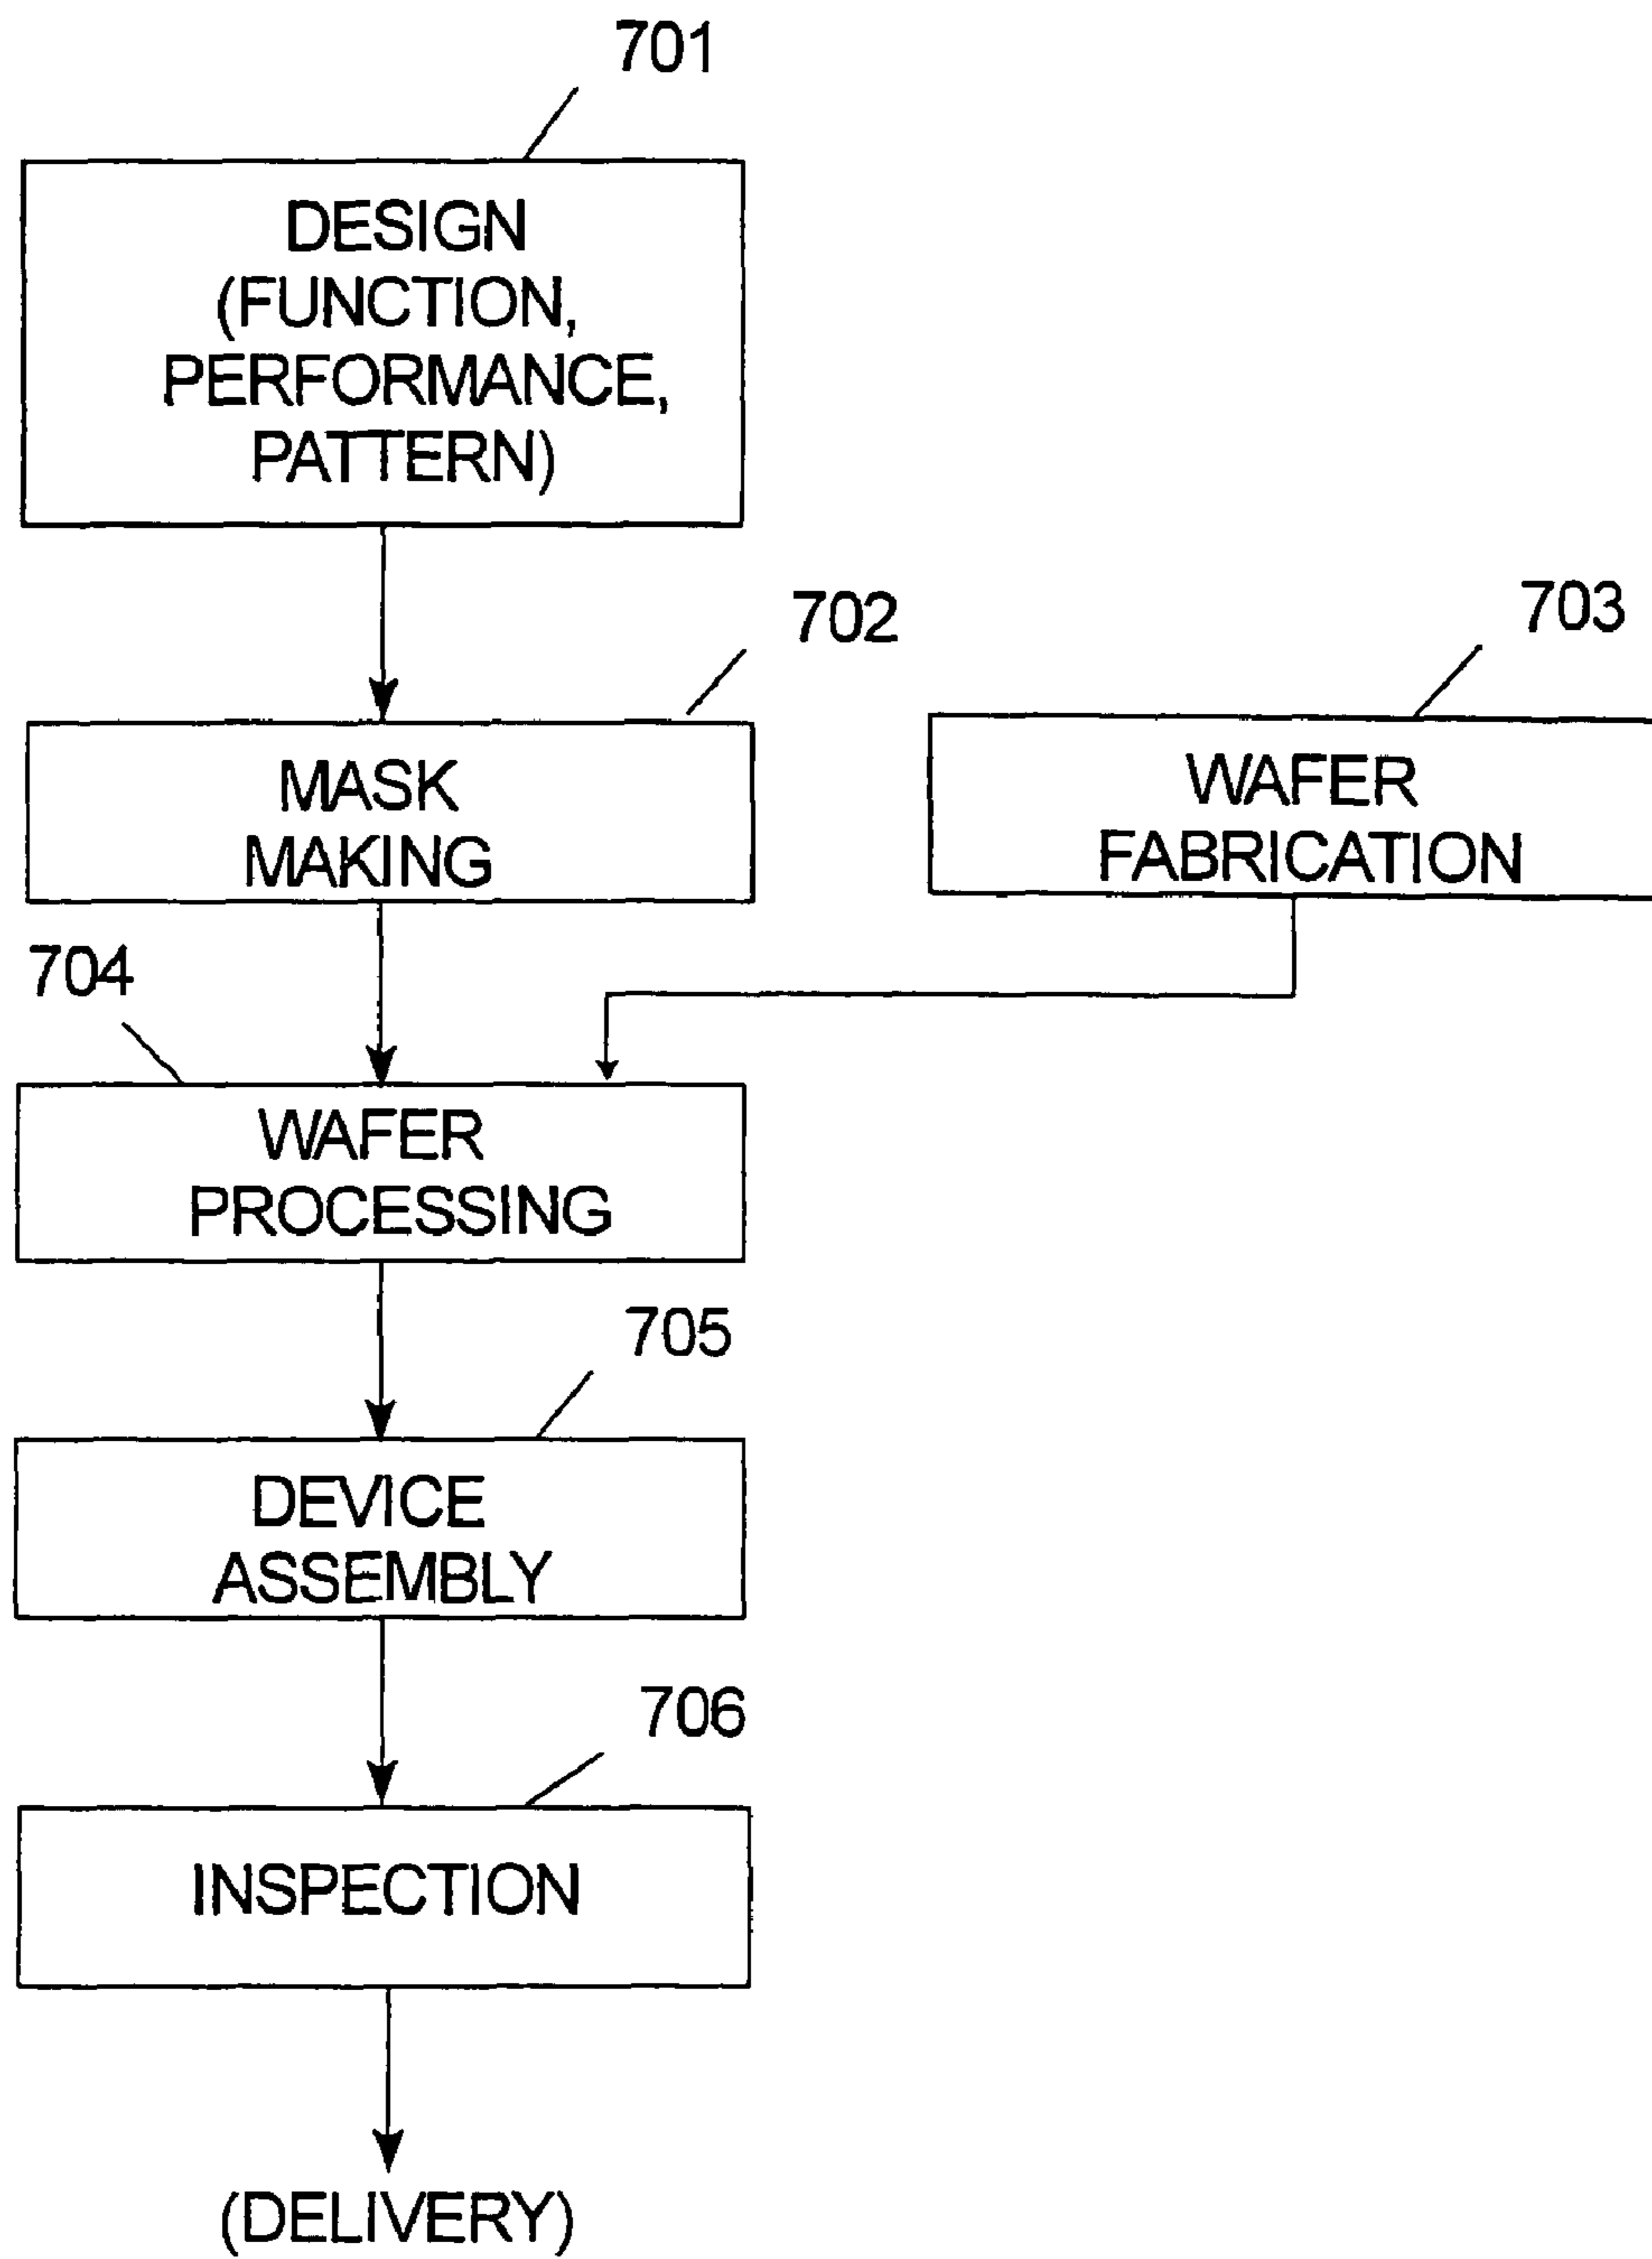 701
DESIGN
(FUNCTION,
PERFORMANCE,
PATTERN)
702
703
MASK
MAKING
WAFER
FABRICATION
704
WAFER
PROCESSING
705
DEVICE
ASSEMBLY
706
INSPECTION
(DELIVERY)